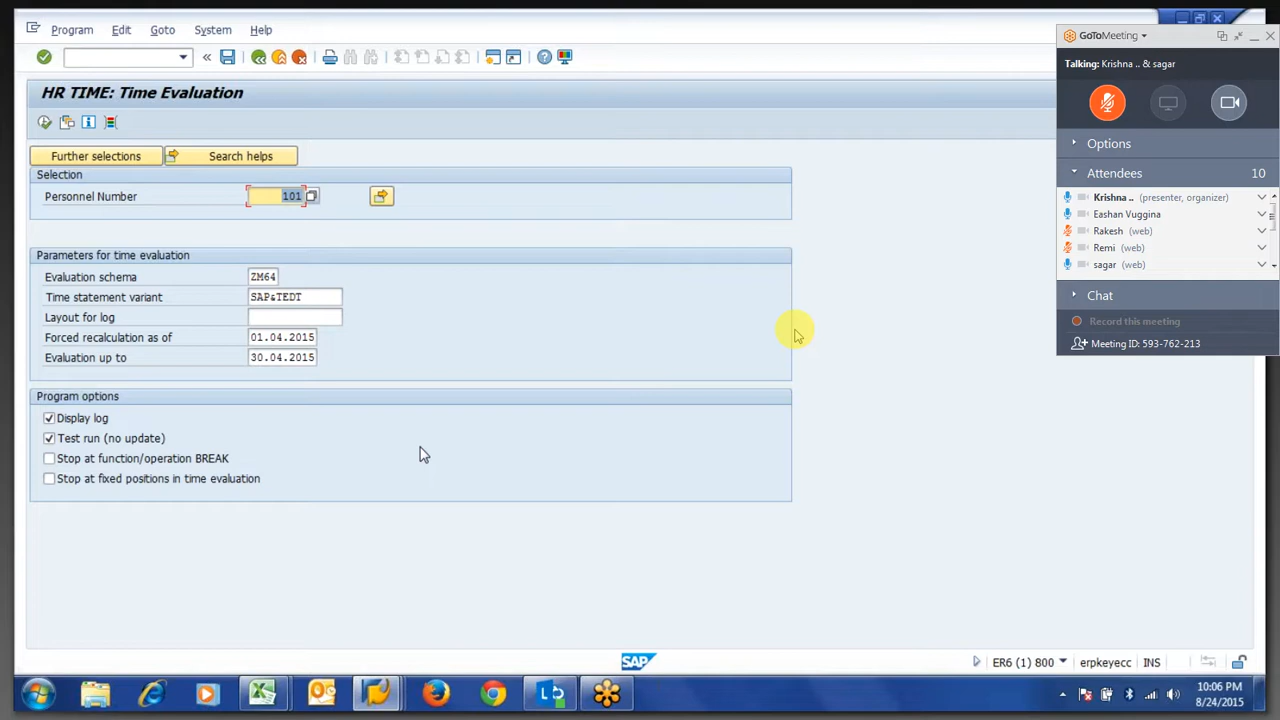 Program Edit Goto System Help
HR TIME: Time Evaluation
Further selections Search helps
Selection
Personnel Number 101
Parameters for time evaluation
Evaluation schema ZM64
Time statement variant SAP&TEDT
Layout for log
Forced recalculation as of 01.04.2015
Evaluation up to 30.04.2015
Program options
Display log
Test run (no update)
Stop at function/operation BREAK
Stop at fixed positions in time evaluation
SAP ER6 (1) 800 erpkeyecc INS
10:06 PM
8/24/2015
GoToMeeting
Talking: Krishna .. & sagar
Options
Attendees 10
Krishna .. (presenter, organizer)
Eashan Vuggina
Rakesh (web)
Remi (web)
sagar (web)
Chat
Record this meeting
Meeting ID: 593-762-213